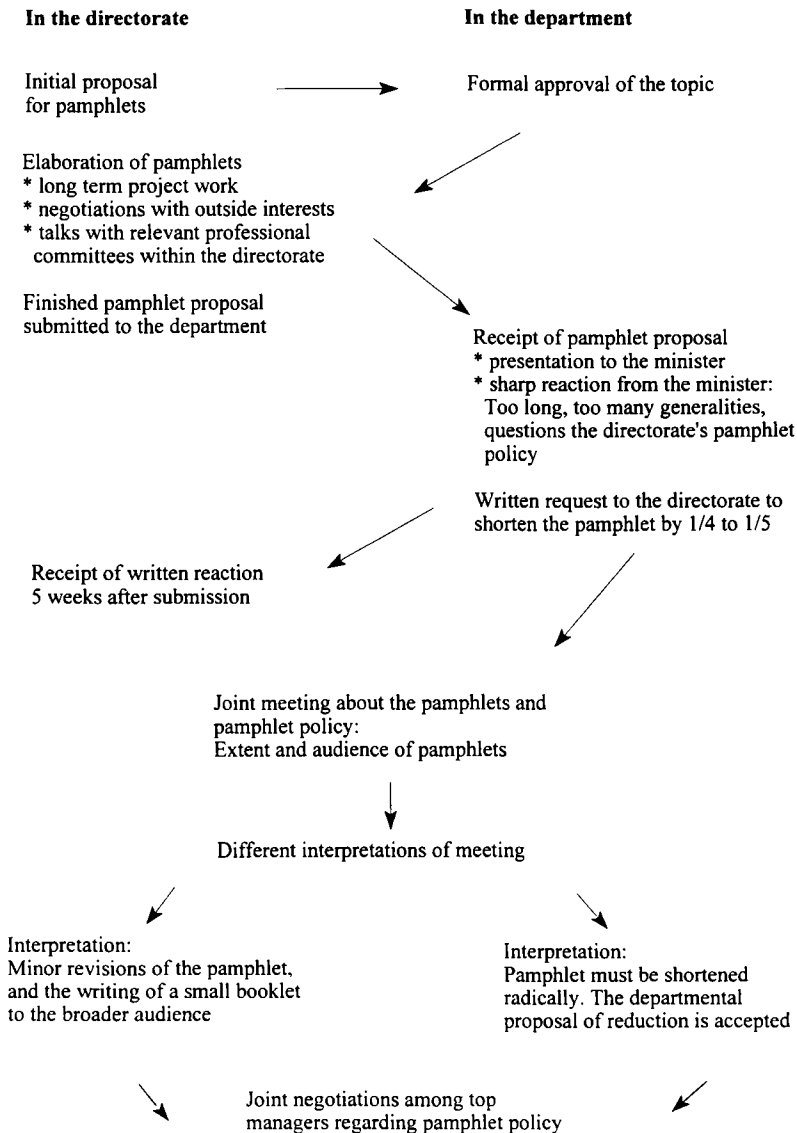 In the directorate
In the department
Initial proposal
for pamphlets
Formal approval of the topic
Elaboration of pamphlets
* long term project work
* negotiations with outside interests
* talks with relevant professional
committees within the directorate
Finished pamphlet proposal
submitted to the department
Receipt of pamphlet proposal
* presentation to the minister
* sharp reaction from the minister:
Too long, too many generalities,
questions the directorate's pamphlet
policy
Written request to the directorate to
shorten the pamphlet by 1/4 to 1/5
Receipt of written reaction
5 weeks after submission
Joint meeting about the pamphlets and
pamphlet policy:
Extent and audience of pamphlets
Different interpretations of meeting
Interpretation:
Minor revisions of the pamphlet,
and the writing of a small booklet
to the broader audience
Interpretation:
Pamphlet must be shortened
radically. The departmental
proposal of reduction is accepted
Joint negotiations among top
managers regarding pamphlet policy